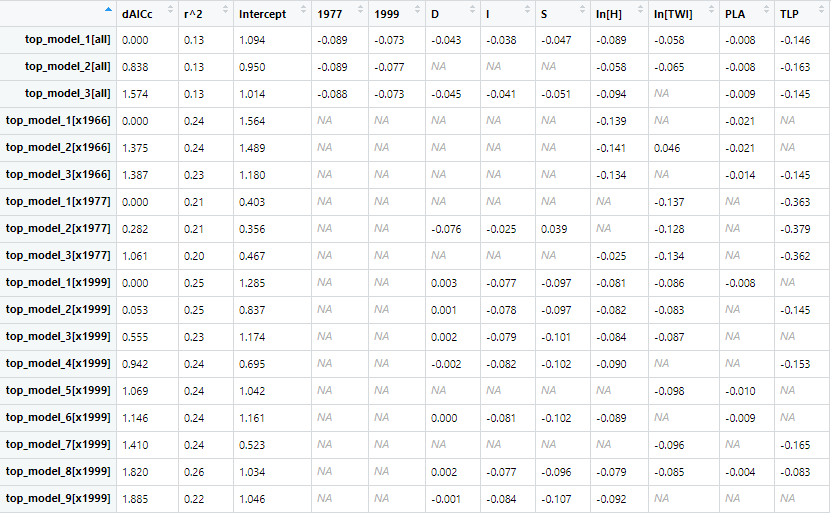 dAICc r^2 Intercept 1977 1999 D I S ln[H] ln[TWI] PLA TLP
top_model_1[all] 0.000 0.13 1.094 -0.089 -0.073 -0.043 -0.038 -0.047 -0.089 -0.058 -0.008 -0.146
top_model_2[all] 0.838 0.13 0.950 -0.089 -0.077 NA NA NA -0.058 -0.065 -0.008 -0.163
top_model_3[all] 1.574 0.13 1.014 -0.088 -0.073 -0.045 -0.041 -0.051 -0.094 NA -0.009 -0.145
top_model_1[x1966] 0.000 0.24 1.564 NA NA NA NA NA -0.139 NA -0.021 NA
top_model_2[x1966] 1.375 0.24 1.489 NA NA NA NA NA -0.141 0.046 -0.021 NA
top_model_3[x1966] 1.387 0.23 1.180 NA NA NA NA NA -0.134 NA -0.014 -0.145
top_model_1[x1977] 0.000 0.21 0.403 NA NA NA NA NA NA -0.137 NA -0.363
top_model_2[x1977] 0.282 0.21 0.356 NA NA -0.076 -0.025 0.039 NA -0.128 NA -0.379
top_model_3[x1977] 1.061 0.20 0.467 NA NA NA NA NA -0.025 -0.134 NA -0.362
top_model_1[x1999] 0.000 0.25 1.285 NA NA 0.003 -0.077 -0.097 -0.081 -0.086 -0.008 NA
top_model_2[x1999] 0.053 0.25 0.837 NA NA 0.001 -0.078 -0.097 -0.082 -0.083 NA -0.145
top_model_3[x1999] 0.555 0.23 1.174 NA NA 0.002 -0.079 -0.101 -0.084 -0.087 NA NA
top_model_4[x1999] 0.942 0.24 0.695 NA NA -0.002 -0.082 -0.102 -0.090 NA NA -0.153
top_model_5[x1999] 1.069 0.24 1.042 NA NA NA NA NA NA -0.098 -0.010 NA
top_model_6[x1999] 1.146 0.24 1.161 NA NA 0.000 -0.081 -0.102 -0.089 NA -0.009 NA
top_model_7[x1999] 1.410 0.24 0.523 NA NA NA NA NA NA -0.096 NA -0.165
top_model_8[x1999] 1.820 0.26 1.034 NA NA 0.002 -0.077 -0.096 -0.079 -0.085 -0.004 -0.083
top_model_9[x1999] 1.885 0.22 1.046 NA NA -0.001 -0.084 -0.107 -0.092 NA NA NA